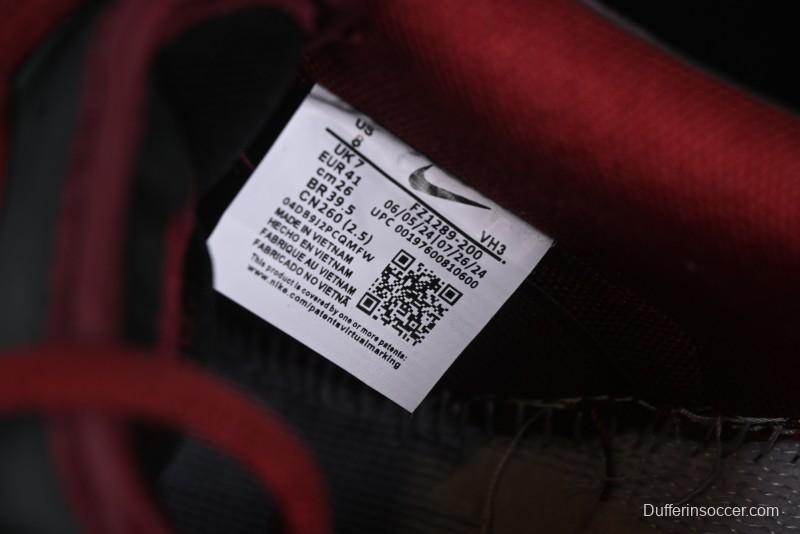 US
8
UK 7
EUR 41
cm 26
BR 39.5
CN 260 (2.5)
04DB9J2PCQMFW
MADE IN VIETNAM
HECHO EN VIETNAM
FABRIQUE AU VIETNAM
FABRICADO NO VIETNÃ
This product is covered by one or more patents:
www.nike.com/patentsvirtualmarking
VH3.
FZ1289-200
06/05/24 07/26/24
UPC 00197600810600
Dufferinsoccer.com